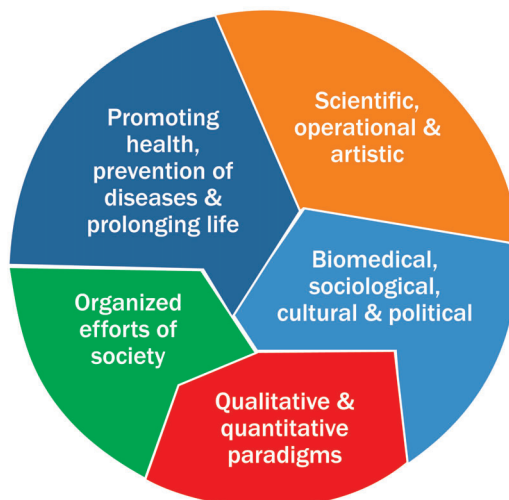 Promoting
health,
prevention of
diseases &
prolonging life
Scientific,
operational &
artistic
Biomedical,
sociological,
cultural & political
Organized
efforts of
society
Qualitative &
quantitative
paradigms